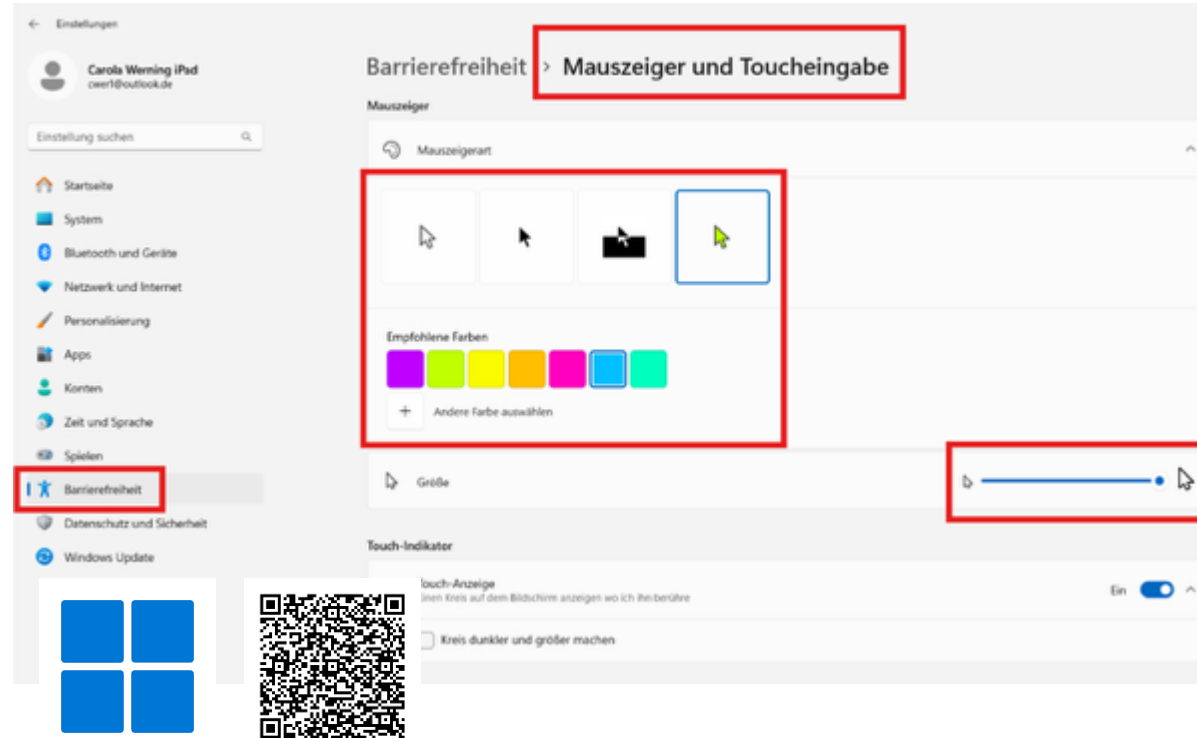 Einstellungen
Carola Werning iPad
cwerl@outlook.de
Einstellung suchen
Startseite
System
Bluetooth und Geräte
Netzwerk und Internet
Personalisierung
Apps
Konten
Zeit und Sprache
Spielen
Barrierefreiheit
Datenschutz und Sicherheit
Windows Update
Barrierefreiheit > Mauszeiger und Toucheingabe
Mauszeiger
Mauszeigerart
Empfohlene Farben
Andere Farbe auswählen
Größe
Touch-Indikator
Touch-Anzeige
Einen Kreis auf dem Bildschirm anzeigen wo ich ihn berühre
Ein
Kreis dunkler und größer machen